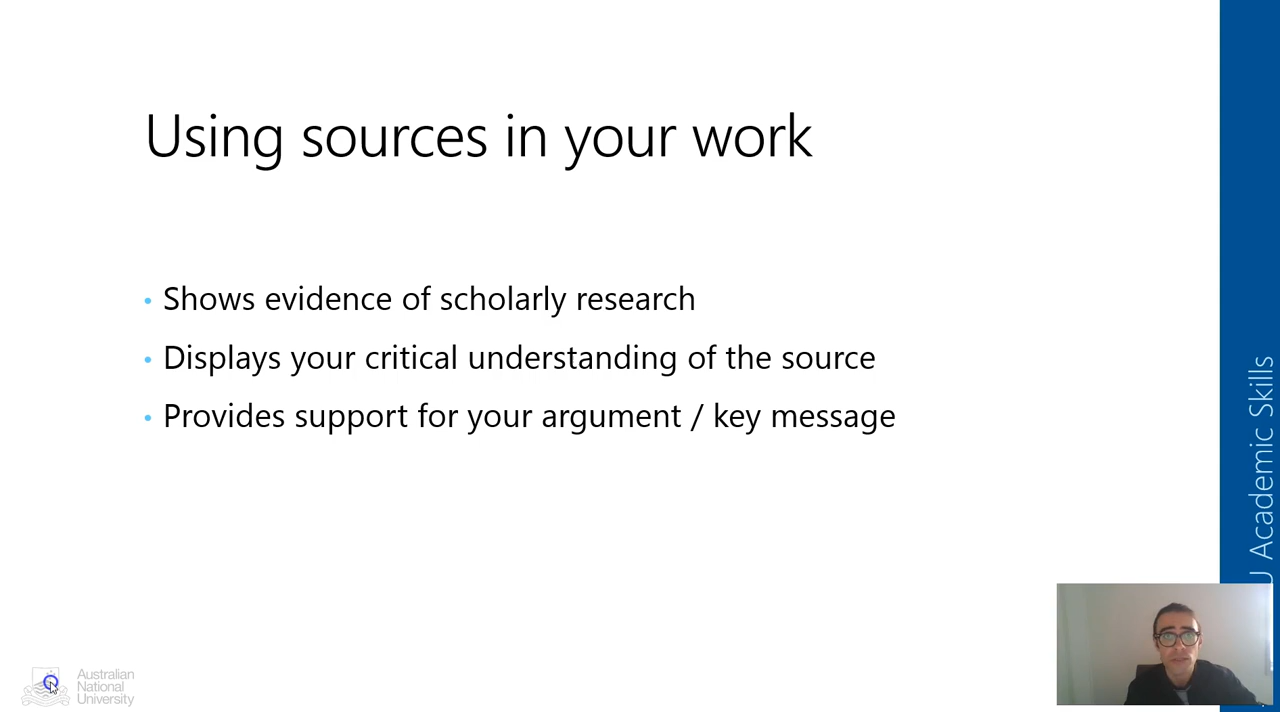 Using sources in your work
• Shows evidence of scholarly research
• Displays your critical understanding of the source
• Provides support for your argument / key message
Academic Skills
Australian
National
University